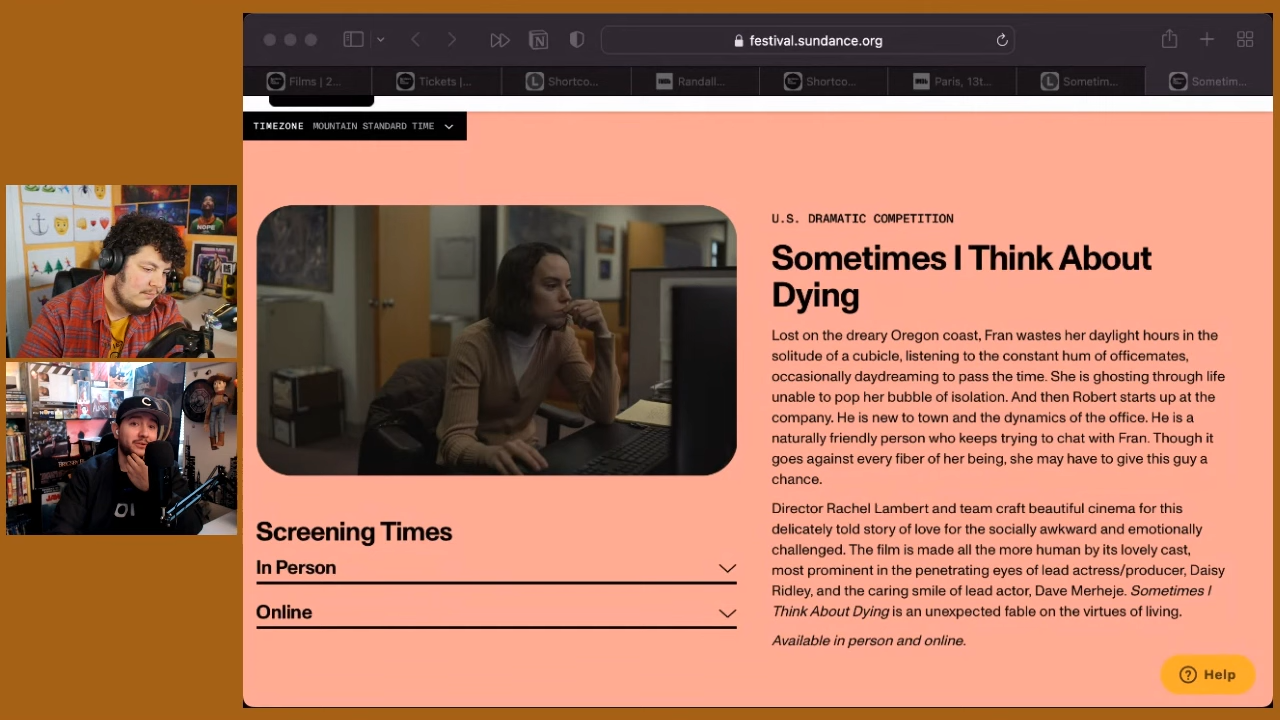 festival.sundance.org
Films | 2...
Tickets |...
Shortco...
Randall...
Shortco...
Paris, 13t...
Sometim...
Sometim...
TIMEZONE MOUNTAIN STANDARD TIME
NOPE
U.S. DRAMATIC COMPETITION
Sometimes I Think About
Dying
Lost on the dreary Oregon coast, Fran wastes her daylight hours in the
solitude of a cubicle, listening to the constant hum of officemates,
occasionally daydreaming to pass the time. She is ghosting through life
unable to pop her bubble of isolation. And then Robert starts up at the
company. He is new to town and the dynamics of the office. He is a
naturally friendly person who keeps trying to chat with Fran. Though it
goes against every fiber of her being, she may have to give this guy a
chance.
Director Rachel Lambert and team craft beautiful cinema for this
delicately told story of love for the socially awkward and emotionally
challenged. The film is made all the more human by its lovely cast,
most prominent in the penetrating eyes of lead actress/producer, Daisy
Ridley, and the caring smile of lead actor, Dave Merheje. Sometimes I
Think About Dying is an unexpected fable on the virtues of living.
Available in person and online.
Screening Times
In Person
Online
Help